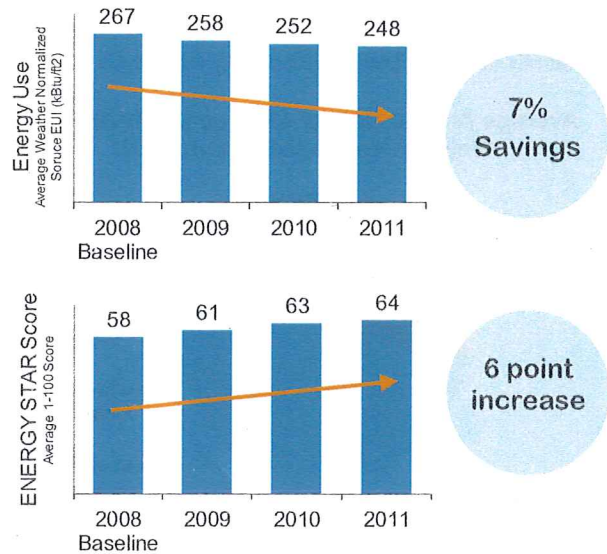 267 258 252 248
Energy Use
Average Weather Normalized
Soruce EUI (kBtu/ft2)
7%
Savings
2008 2009 2010 2011
Baseline
58 61 63 64
ENERGY STAR Score
Average 1-100 Score
6 point
increase
2008 2009 2010 2011
Baseline